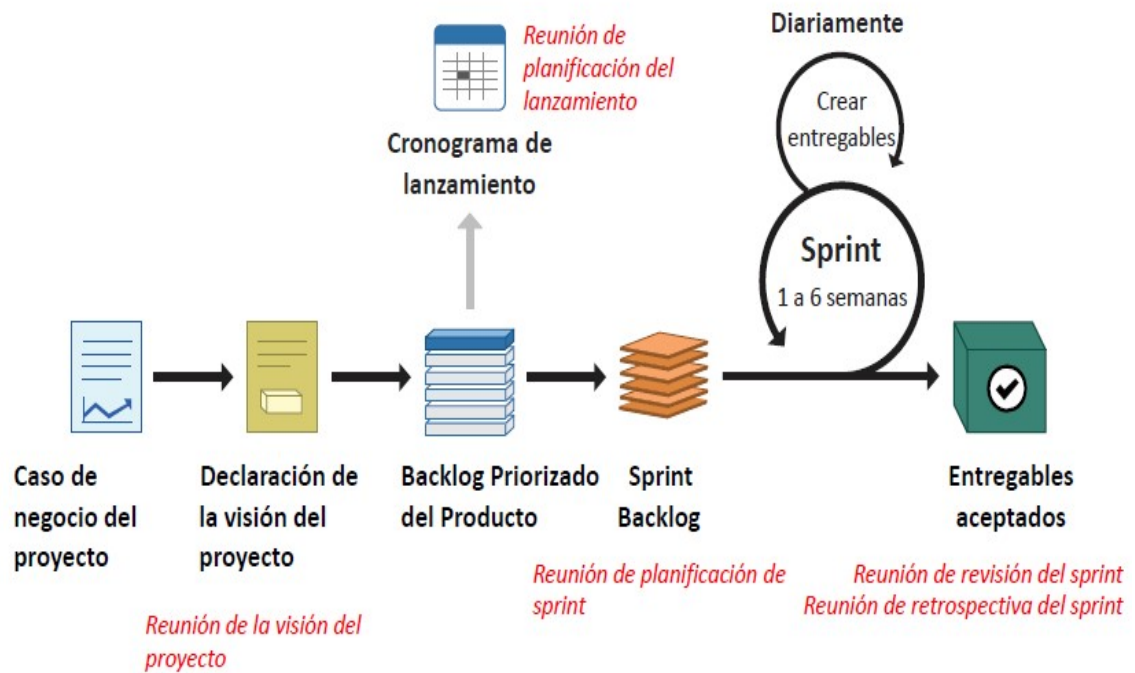 Reunión de
planificación del
lanzamiento
Cronograma de
lanzamiento
Diariamente
Crear
entregables
Sprint
1 a 6 semanas
Caso de
negocio del
proyecto
Declaración de
la visión del
proyecto
Backlog Priorizado
del Producto
Sprint
Backlog
Entregables
aceptados
Reunión de la visión del
proyecto
Reunión de planificación de
sprint
Reunión de revisión del sprint
Reunión de retrospectiva del sprint